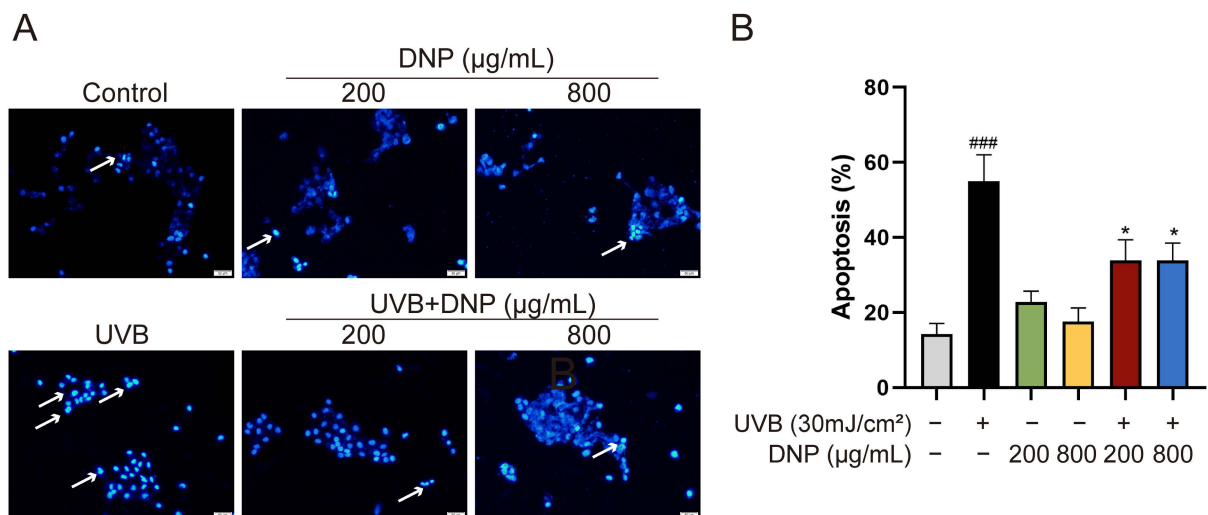 A
DNP (µg/mL)
Control
200
800
UVB+DNP (µg/mL)
UVB
200
800
B
B
80
60
40
20
0
Apoptosis (%)
###
*
*
UVB (30mJ/cm²) − + − − + +
DNP (µg/mL) − − 200 800 200 800